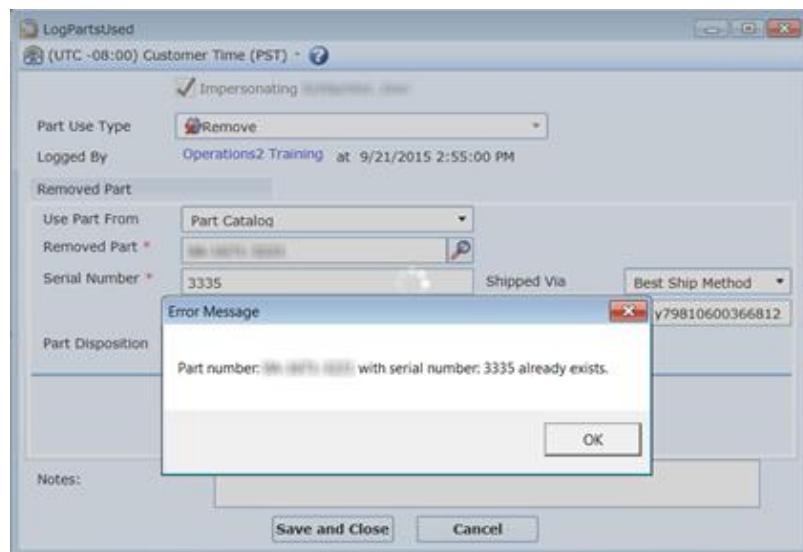 LogPartsUsed
(UTC -08:00) Customer Time (PST)
Impersonating
Part Use Type Remove
Logged By Operations2 Training at 9/21/2015 2:55:00 PM
Removed Part
Use Part From Part Catalog
Removed Part *
Serial Number * 3335 Shipped Via Best Ship Method
Error Message y79810600366812
Part Disposition
Part number: with serial number: 3335 already exists.
OK
Notes:
Save and Close Cancel